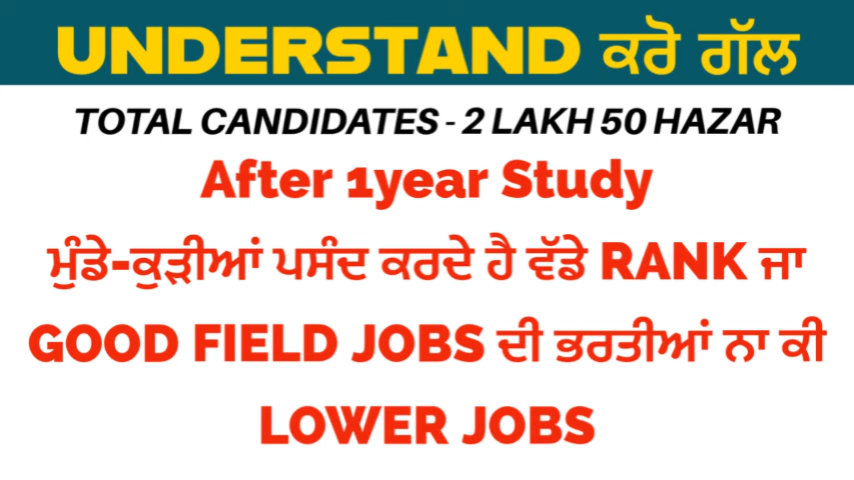 UNDERSTAND ਕਰੋ ਗੱਲ
TOTAL CANDIDATES - 2 LAKH 50 HAZAR
After 1year Study
ਮੁੰਡੇ-ਕੁੜੀਆਂ ਪਸੰਦ ਕਰਦੇ ਹੈ ਵੱਡੇ RANK ਜਾ
GOOD FIELD JOBS ਦੀ ਭਰਤੀਆਂ ਨਾ ਕੀ
LOWER JOBS